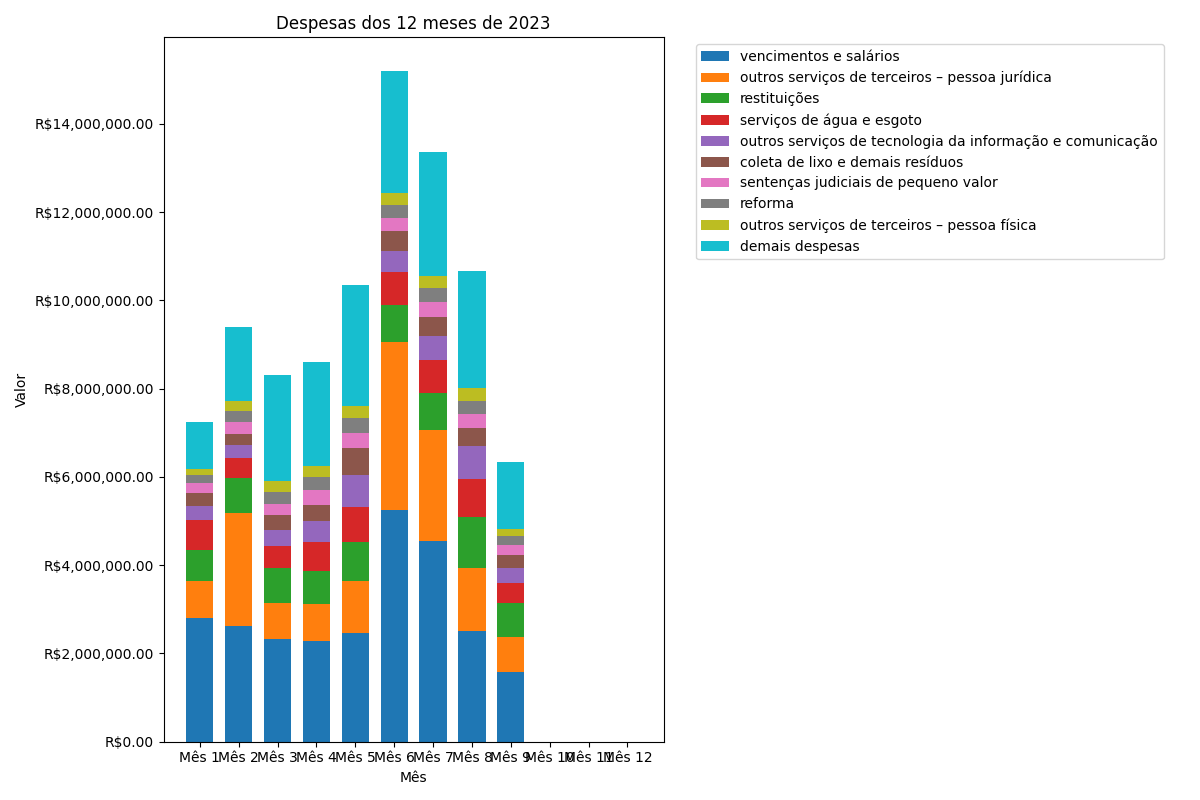 Despesas dos 12 meses de 2023
vencimentos e salários
outros serviços de terceiros – pessoa jurídica
restituições
serviços de água e esgoto
outros serviços de tecnologia da informação e comunicação
coleta de lixo e demais resíduos
sentenças judiciais de pequeno valor
reforma
outros serviços de terceiros – pessoa física
demais despesas
R$14,000,000.00
R$12,000,000.00
R$10,000,000.00
R$8,000,000.00
R$6,000,000.00
R$4,000,000.00
R$2,000,000.00
R$0.00
Valor
Mês 1 Mês 2 Mês 3 Mês 4 Mês 5 Mês 6 Mês 7 Mês 8 Mês 9 Mês 10 Mês 11 Mês 12
Mês